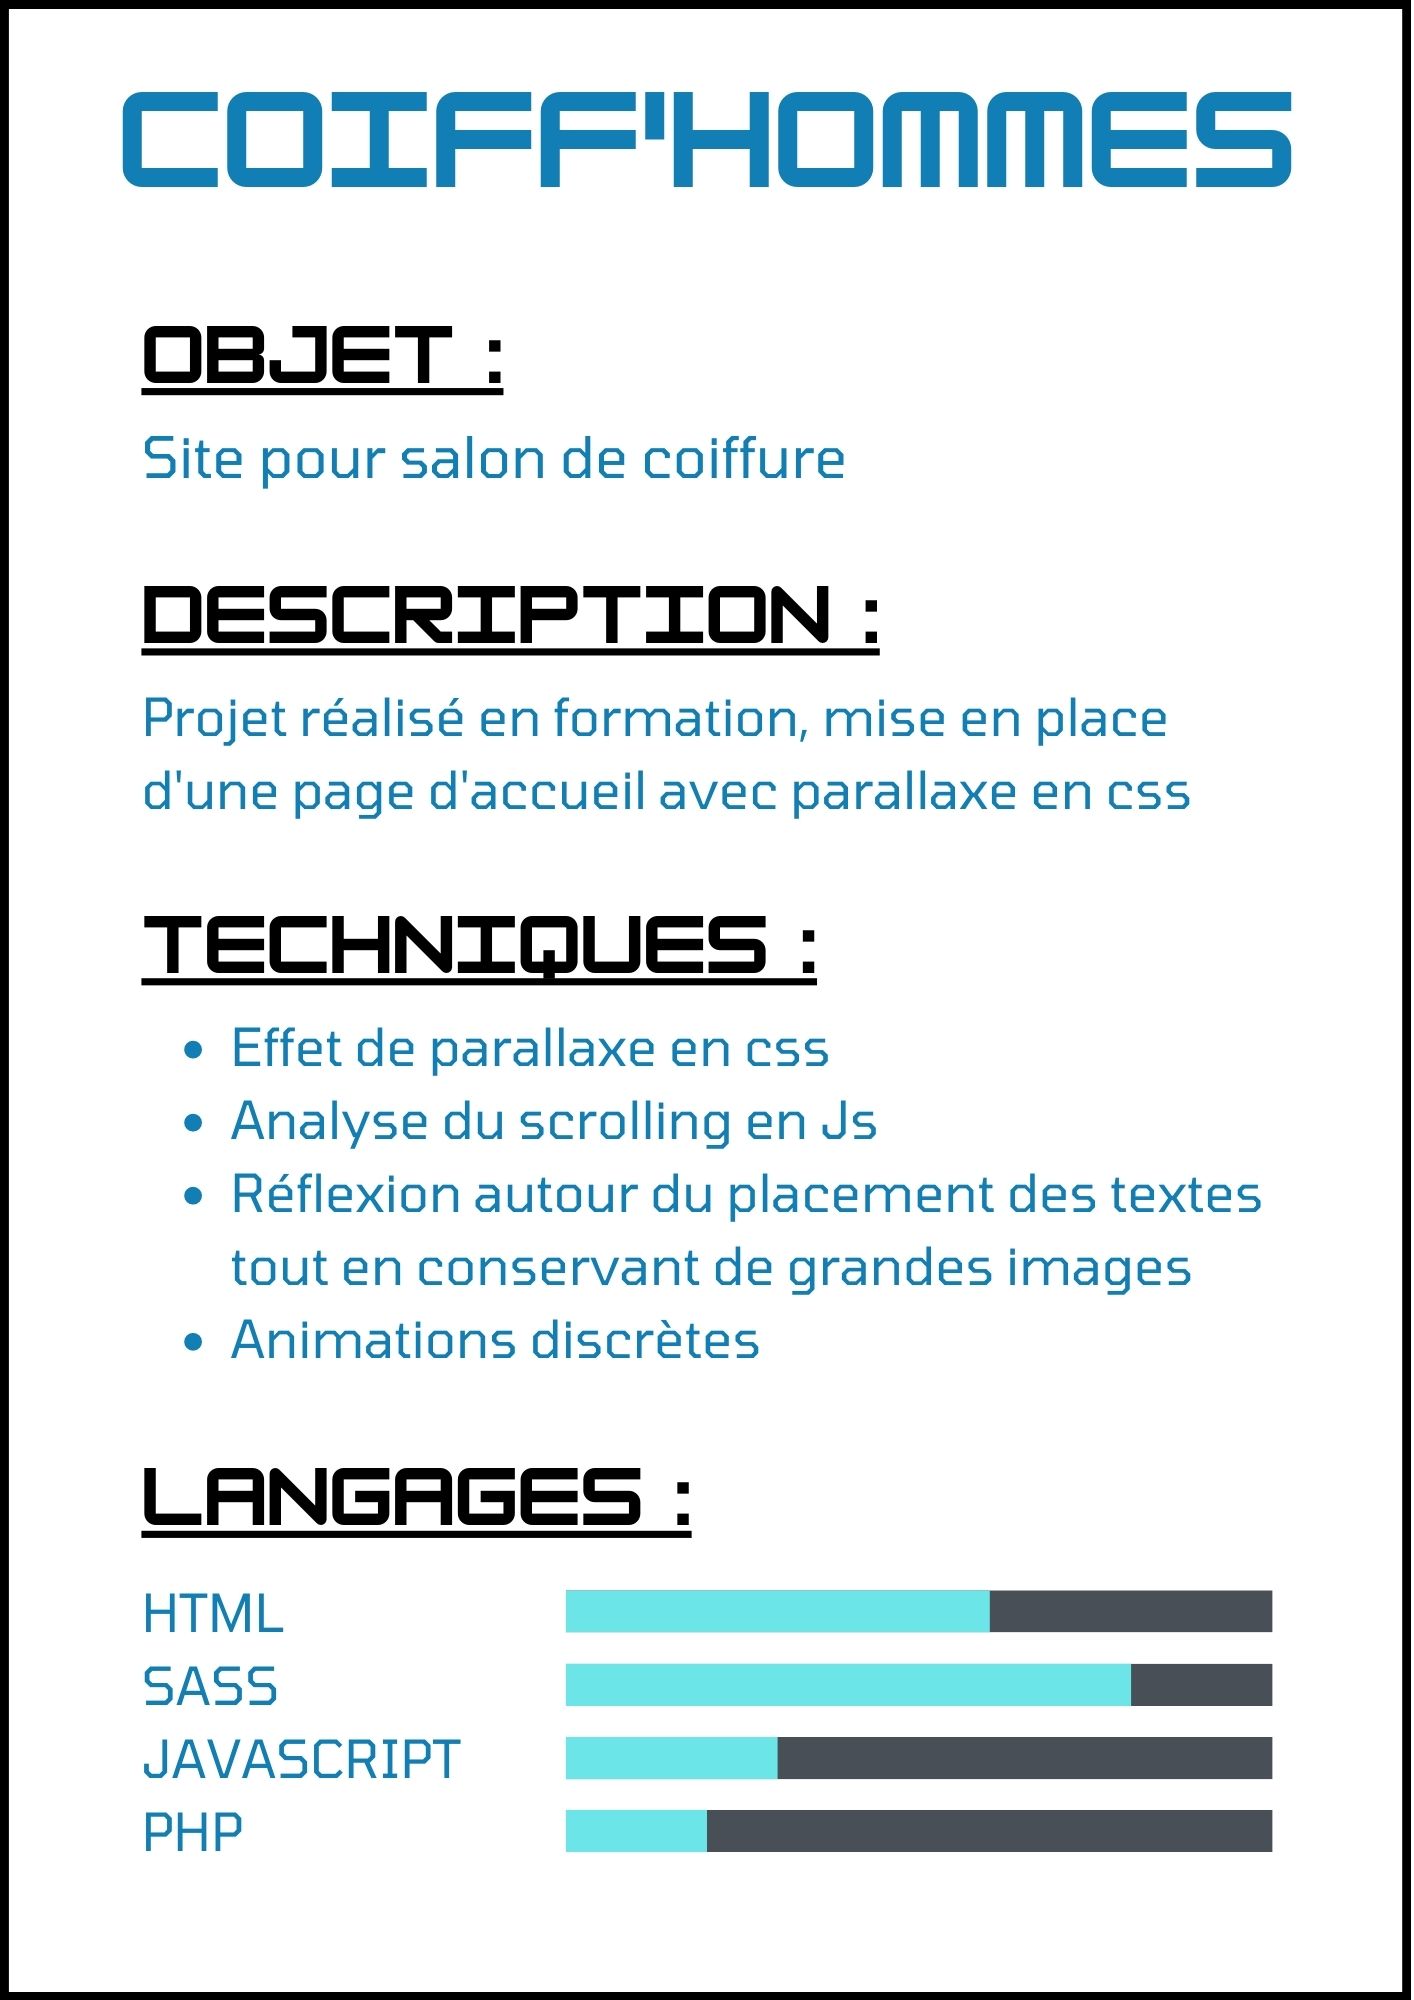 COIFF'HOMMES
OBJET :
Site pour salon de coiffure
DESCRIPTION :
Projet réalisé en formation, mise en place
d'une page d'accueil avec parallaxe en css
TECHNIQUES :
• Effet de parallaxe en css
• Analyse du scrolling en Js
• Réflexion autour du placement des textes
tout en conservant de grandes images
• Animations discrètes
LANGAGES :
HTML
SASS
JAVASCRIPT
PHP